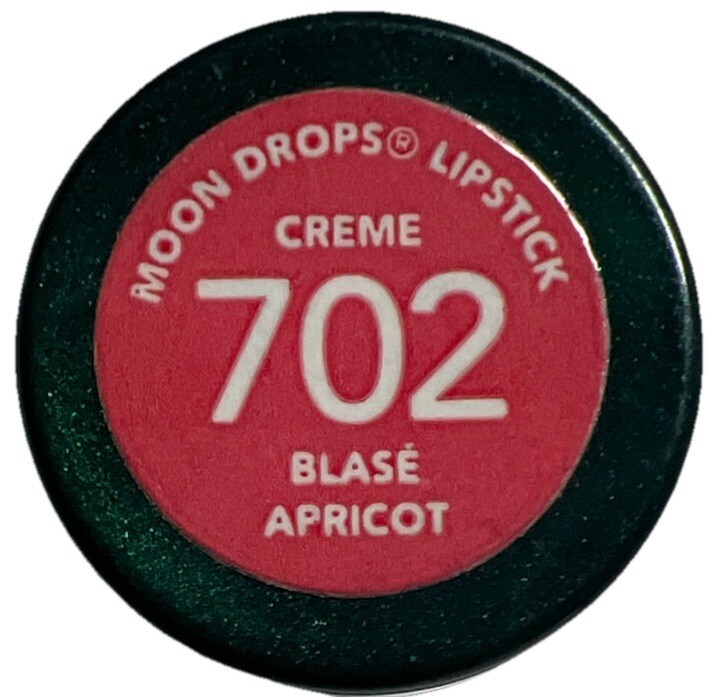 MOON DROPS® LIPSTICK
CREME
702
BLASÉ
APRICOT